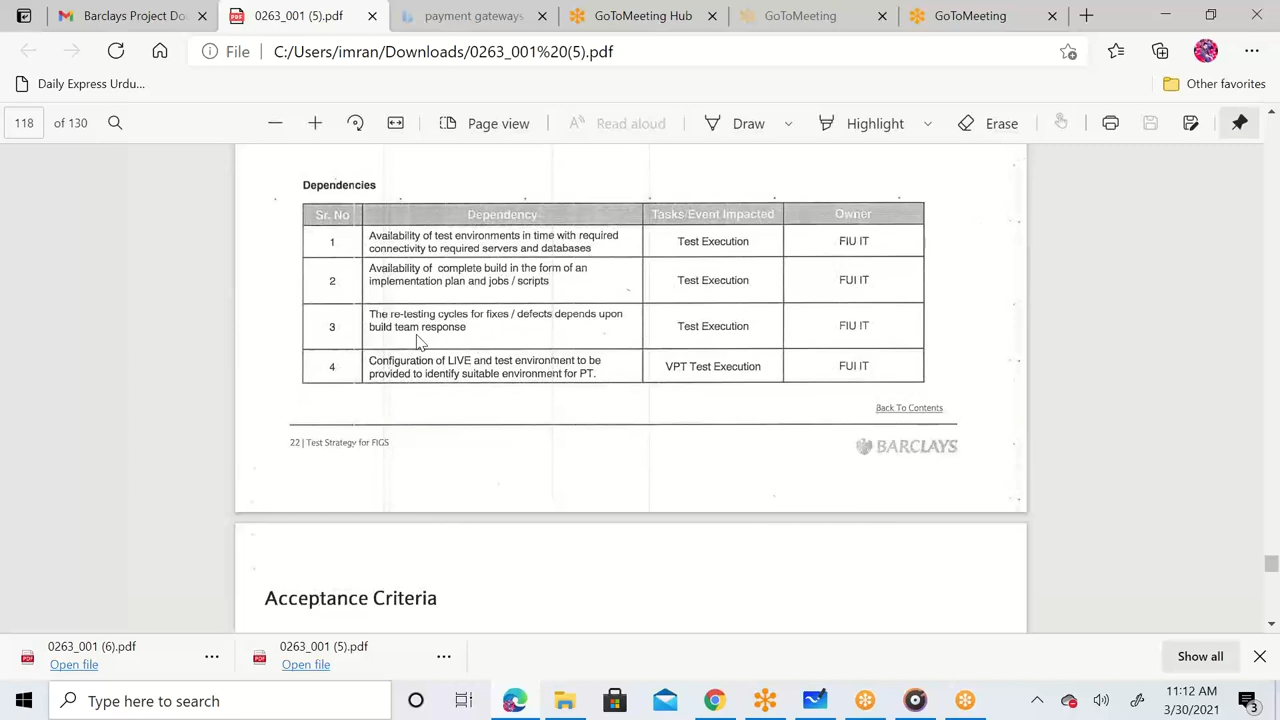 Barclays Project Do
0263_001 (5).pdf
payment gateways
GoToMeeting Hub
GoToMeeting
GoToMeeting
File
C:/Users/imran/Downloads/0263_001%20(5).pdf
Daily Express Urdu...
Other favorites
118 of 130
Page view
Read aloud
Draw
Highlight
Erase
Dependencies
Sr. No Dependency Tasks Event Impacted Owner
1 Availability of test environments in time with required connectivity to required servers and databases Test Execution FIU IT
2 Availability of complete build in the form of an implementation plan and jobs / scripts Test Execution FUI IT
3 The re-testing cycles for fixes / defects depends upon build team response Test Execution FIU IT
4 Configuration of LIVE and test environment to be provided to identify suitable environment for PT. VPT Test Execution FUI IT
Back To Contents
22 | Test Strategy for FIGS
BARCLAYS
Acceptance Criteria
0263_001 (6).pdf
Open file
0263_001 (5).pdf
Open file
Show all
Type here to search
11:12 AM
3/30/2021
3